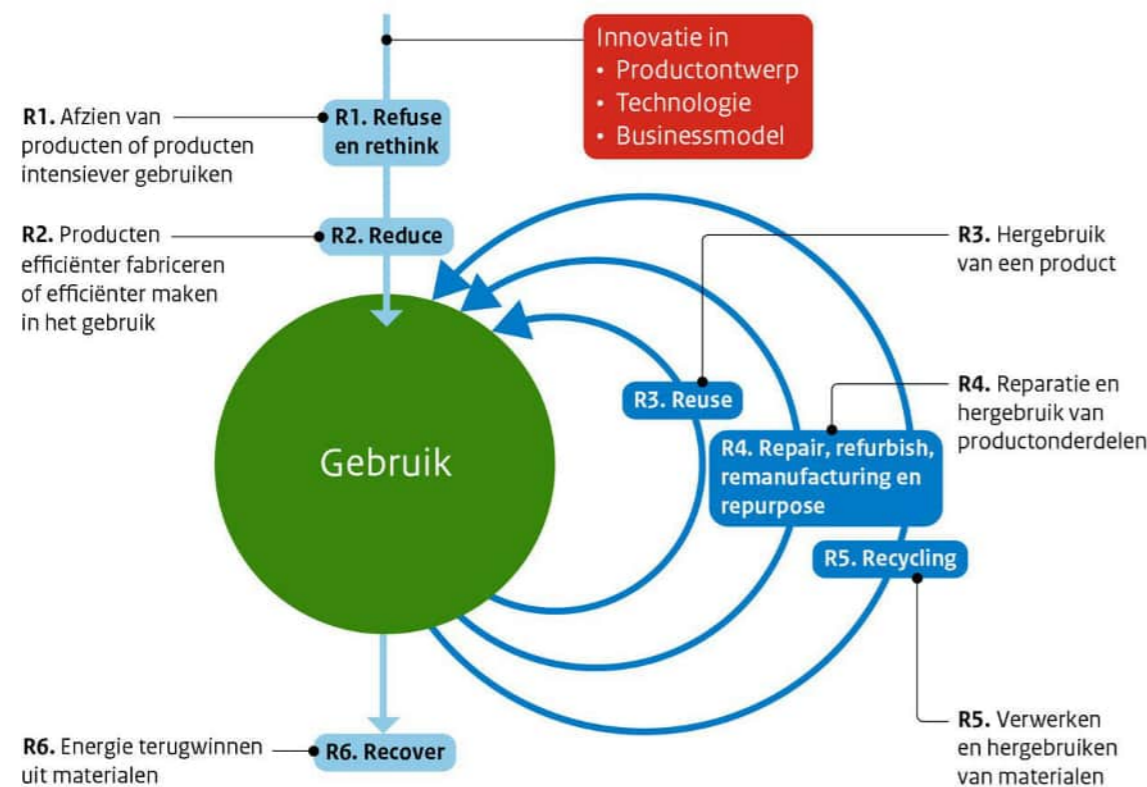 Innovatie in
• Productontwerp
• Technologie
• Businessmodel
R1. Afzien van
producten of producten
intensiever gebruiken
R1. Refuse
en rethink
R2. Producten
efficiënter fabriceren
of efficiënter maken
in het gebruik
R2. Reduce
R3. Hergebruik
van een product
R3. Reuse
R4. Reparatie en
hergebruik van
productonderdelen
R4. Repair, refurbish,
remanufacturing en
repurpose
Gebruik
R5. Recycling
R5. Verwerken
en hergebruiken
van materialen
R6. Energie terugwinnen
uit materialen
R6. Recover